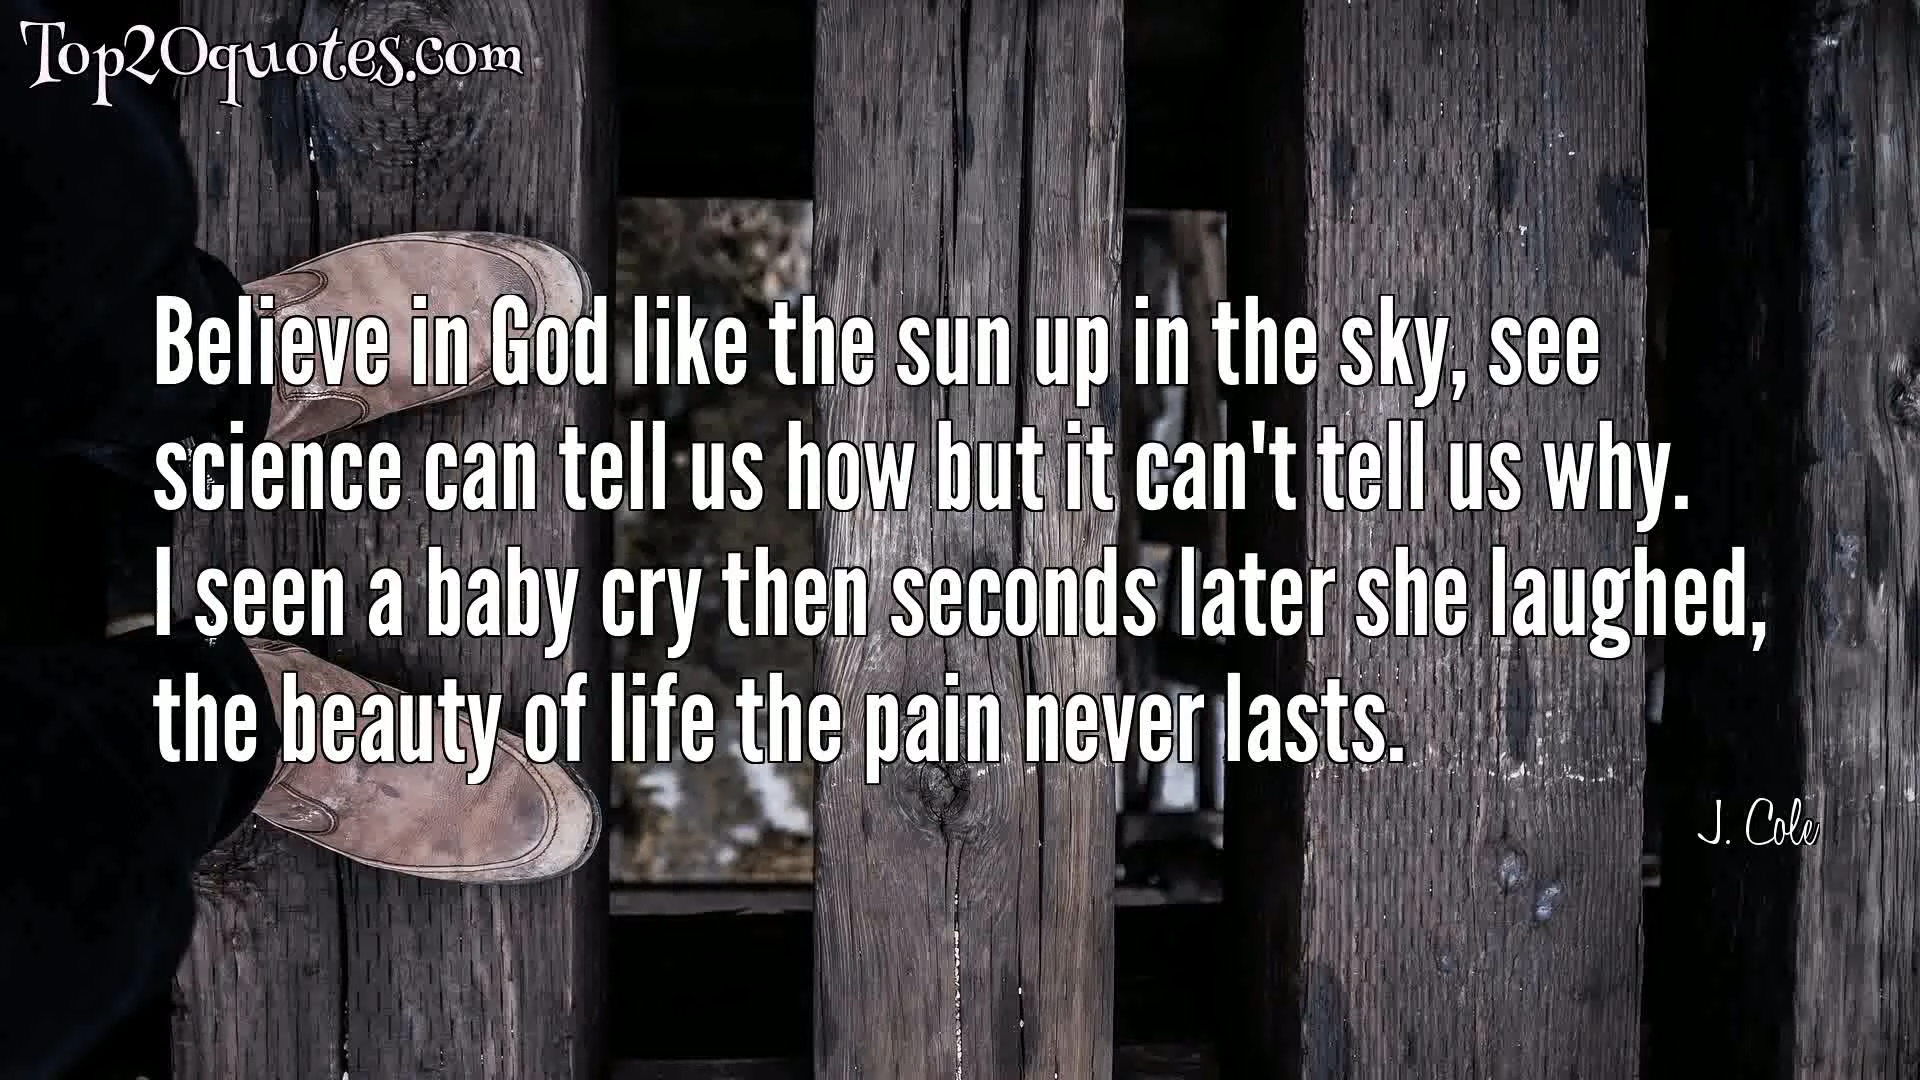 Top20quotes.com
Believe in God like the sun up in the sky, see
science can tell us how but it can't tell us why.
I seen a baby cry then seconds later she laughed,
the beauty of life the pain never lasts.
J. Cole